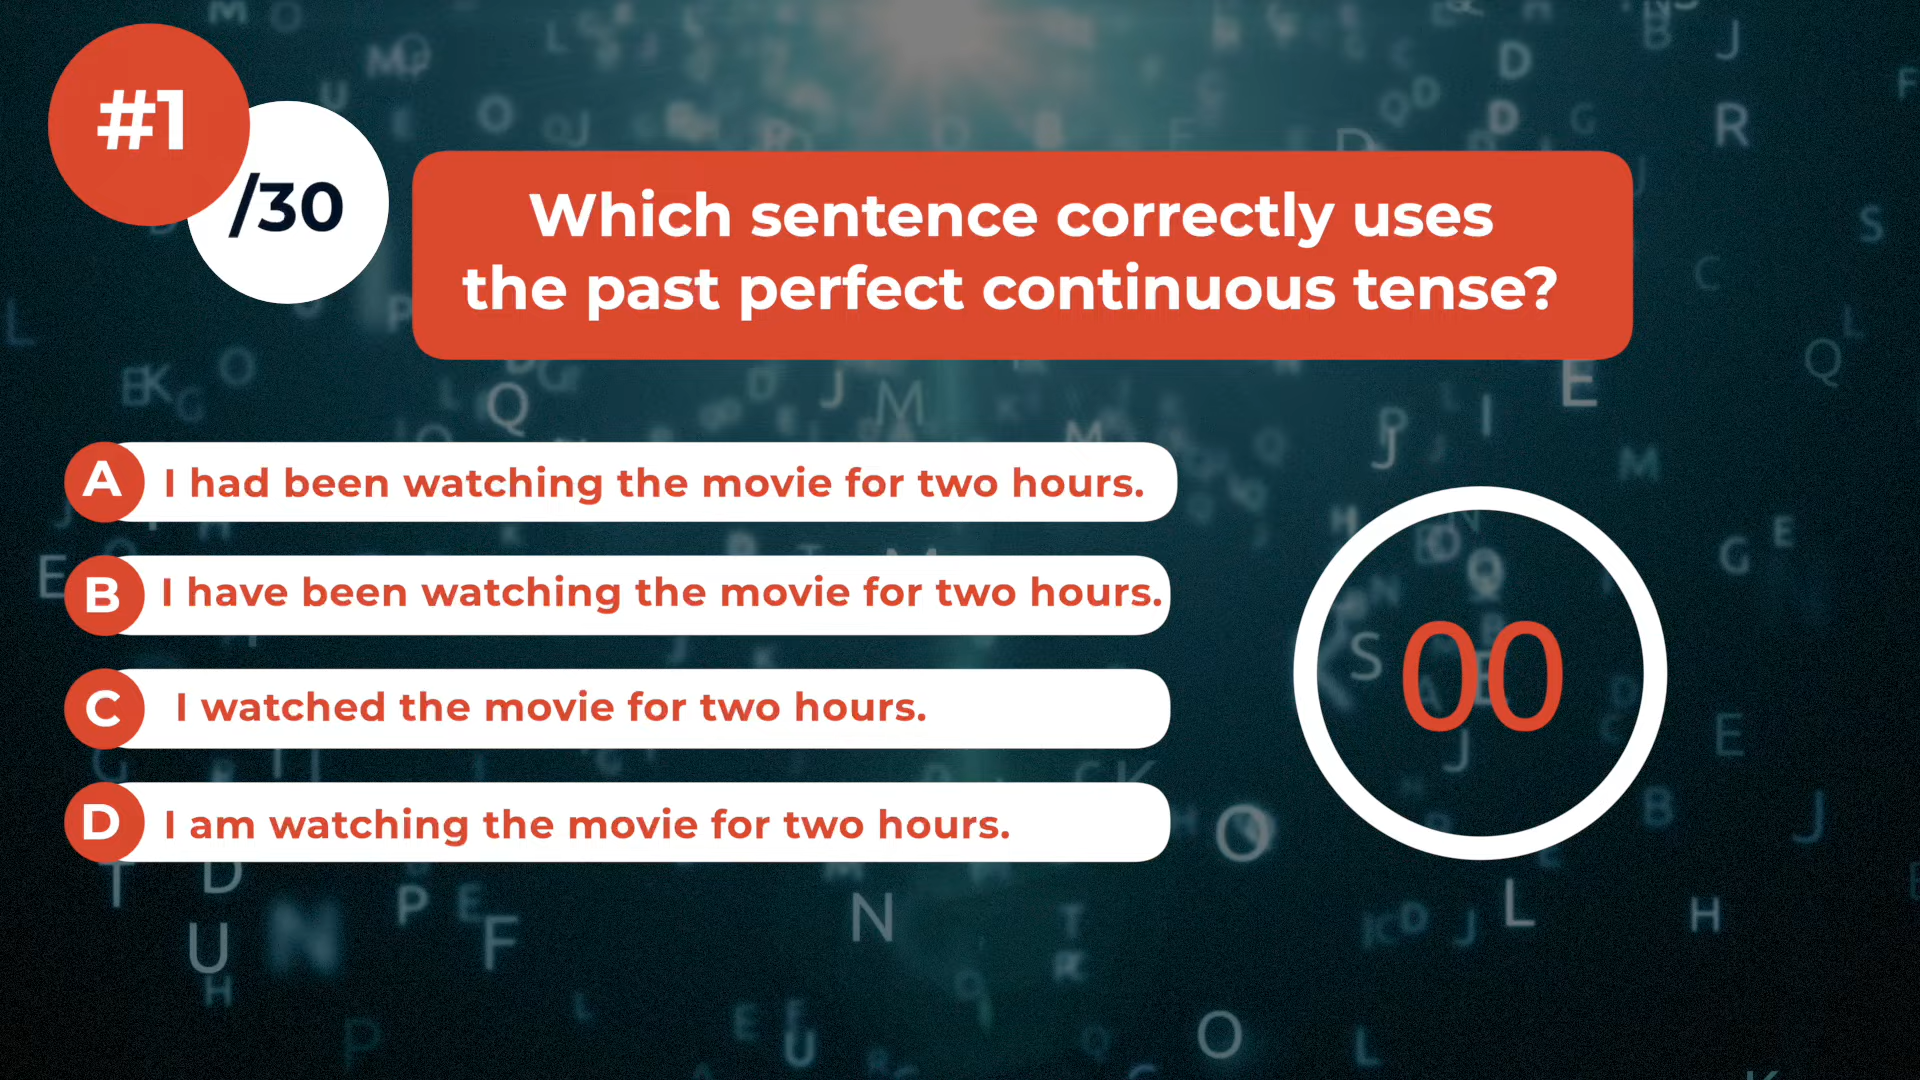 #1
/30
Which sentence correctly uses
the past perfect continuous tense?
A I had been watching the movie for two hours.
B I have been watching the movie for two hours.
C I watched the movie for two hours.
D I am watching the movie for two hours.
00